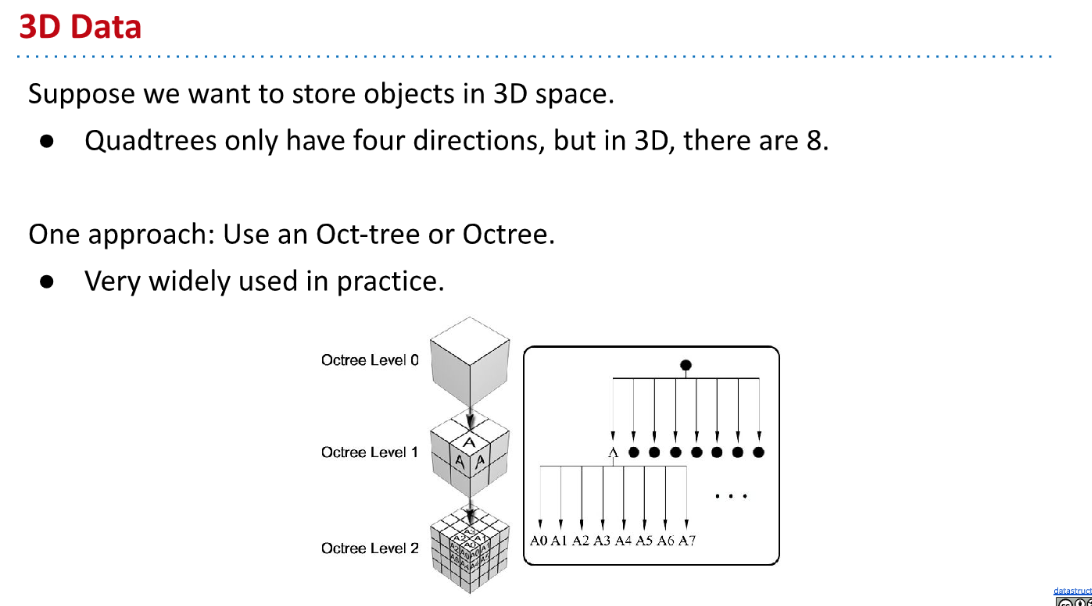 3D Data
Suppose we want to store objects in 3D space.
● Quadtrees only have four directions, but in 3D, there are 8.
One approach: Use an Oct-tree or Octree.
● Very widely used in practice.
Octree Level 0
Octree Level 1
A
A A
Octree Level 2
A
A0 A1 A2 A3 A4 A5 A6 A7
. . .
datastruct